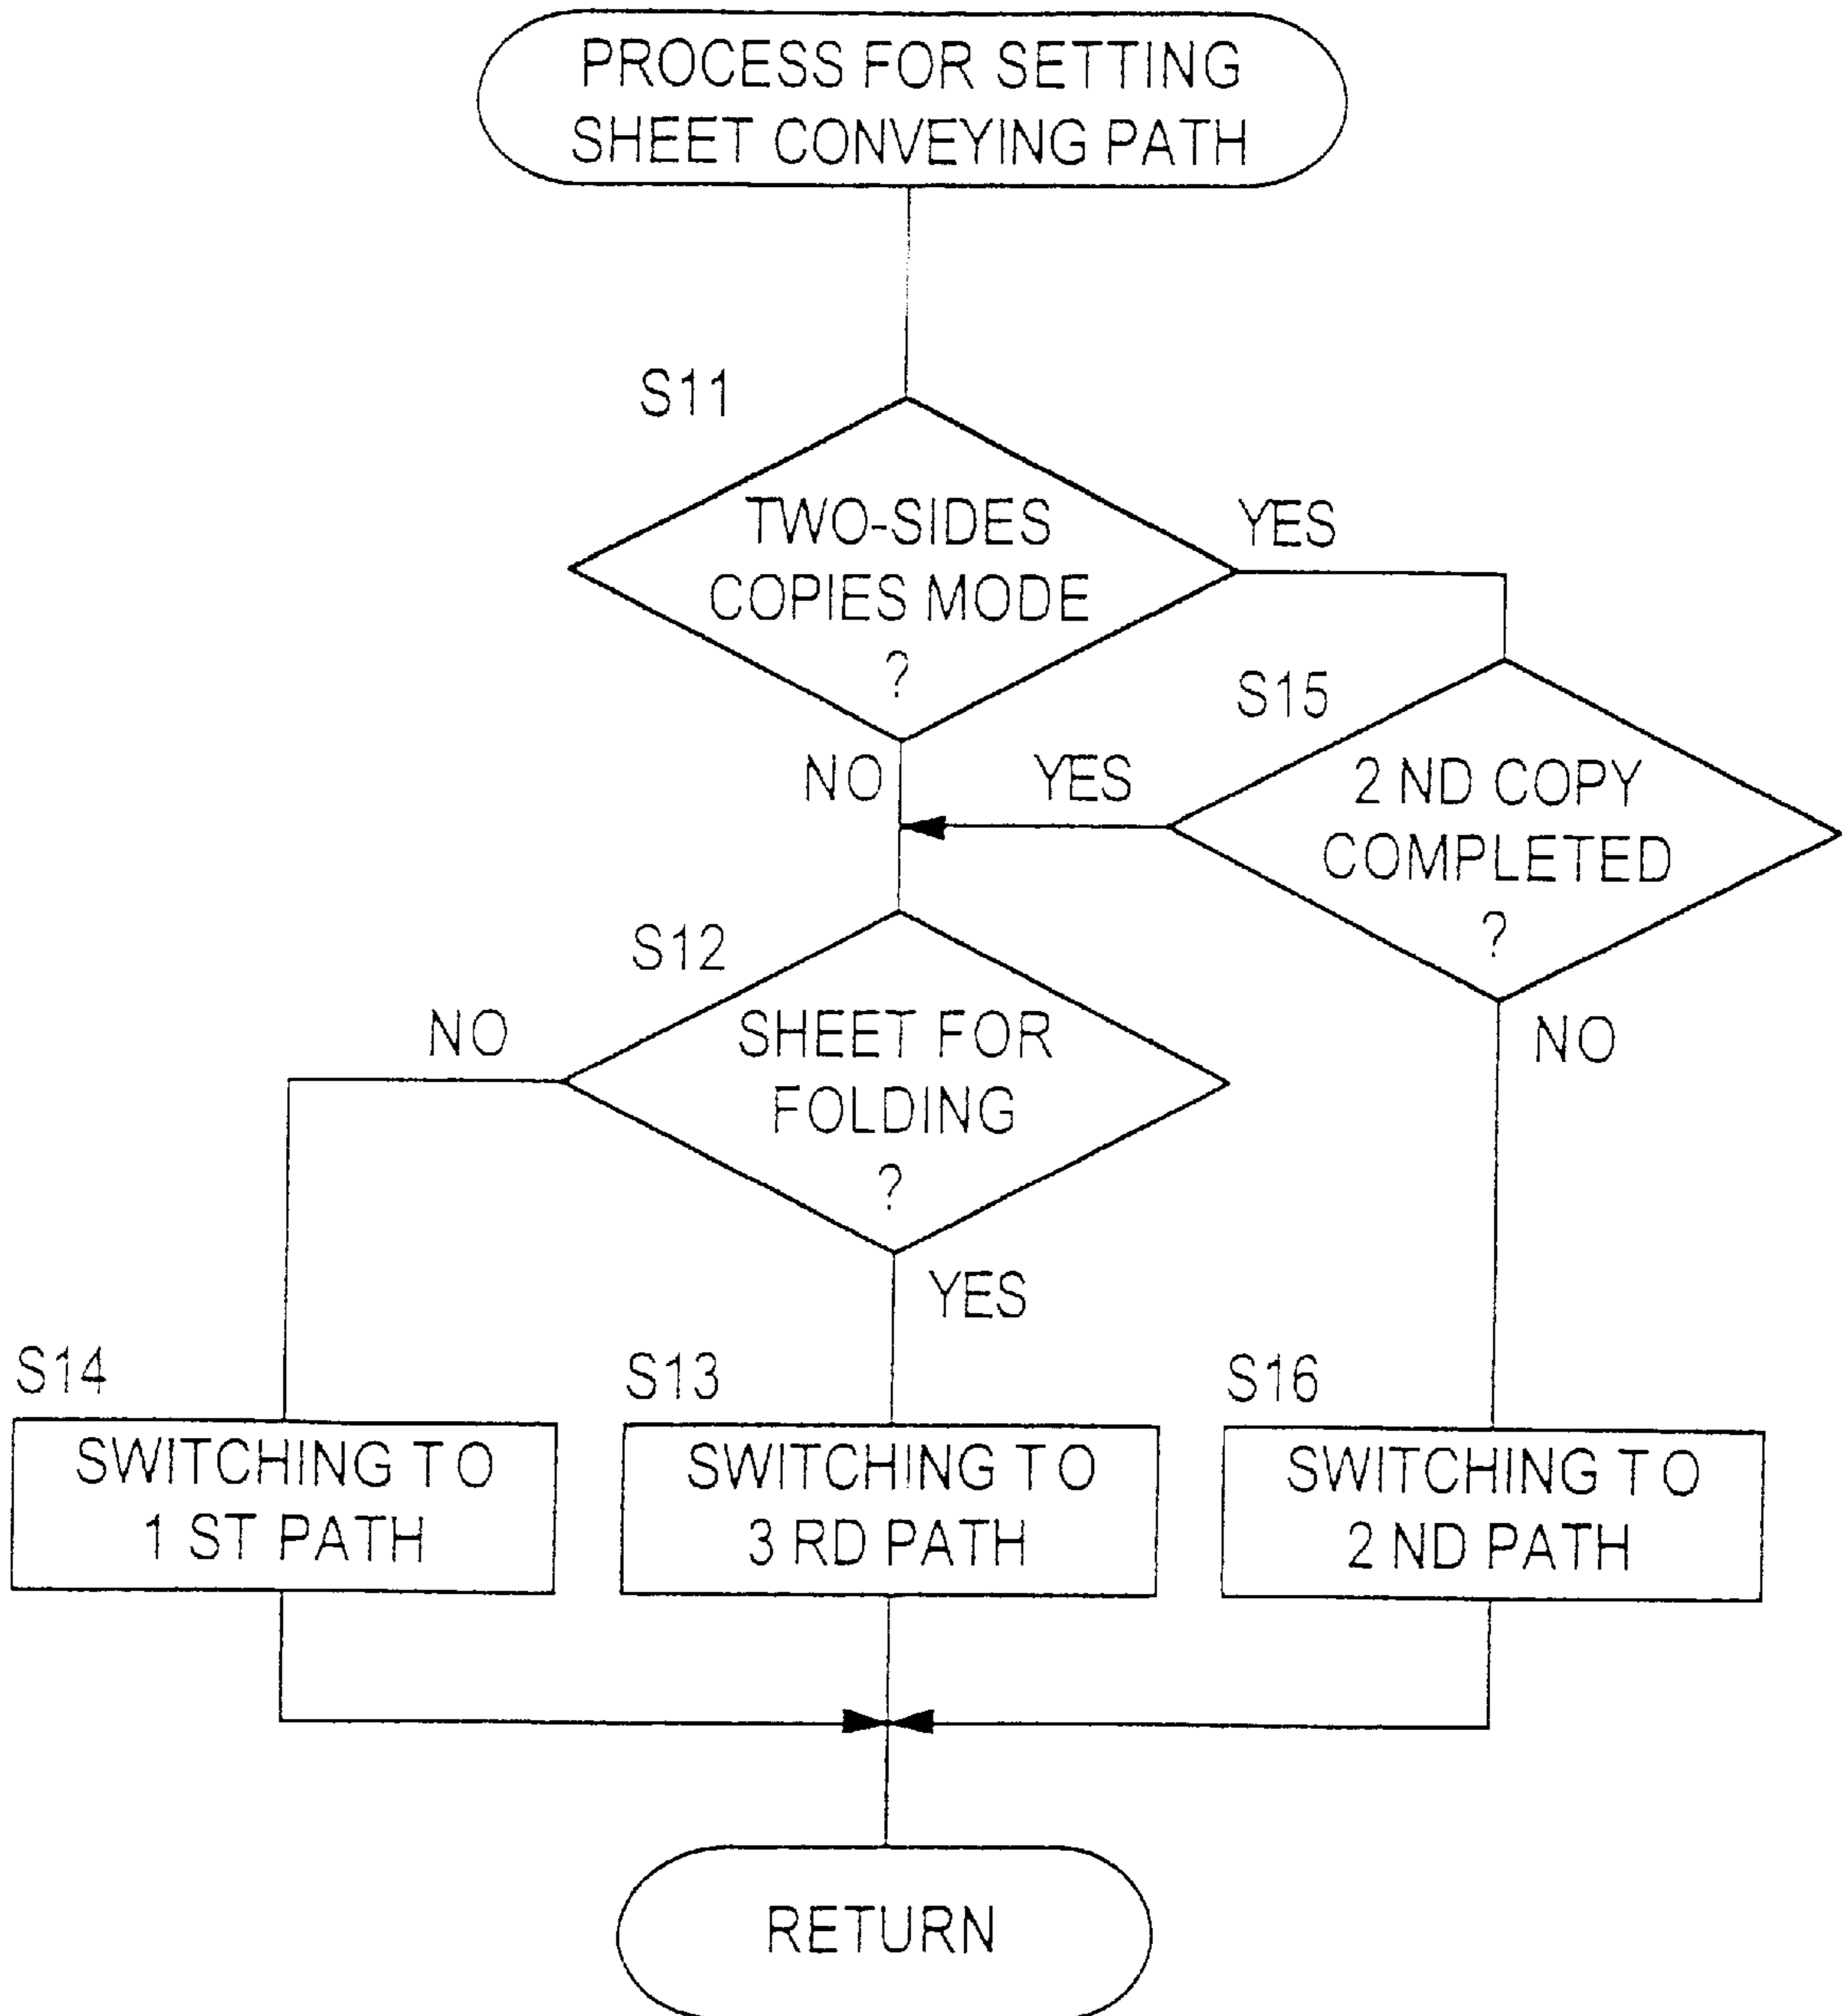 PROCESS FOR SETTING
SHEET CONVEYING PATH
S11
TWO-SIDES
COPIES MODE
?
YES
NO
S15
2 ND COPY
COMPLETED
?
YES
NO
S12
SHEET FOR
FOLDING
?
NO
YES
S14
SWITCHING TO
1 ST PATH
S13
SWITCHING TO
3 RD PATH
S16
SWITCHING TO
2 ND PATH
RETURN